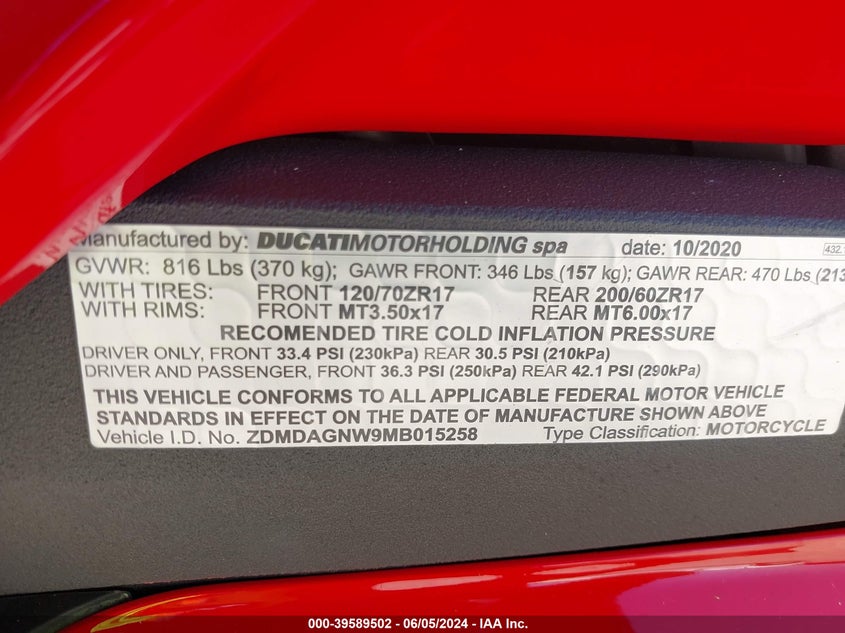 Manufactured by: DUCATIMOTORHOLDING spa date: 10/2020 432.1
GVWR: 816 Lbs (370 kg); GAWR FRONT: 346 Lbs (157 kg); GAWR REAR: 470 Lbs (213
WITH TIRES: FRONT 120/70ZR17 REAR 200/60ZR17
WITH RIMS: FRONT MT3.50x17 REAR MT6.00x17
RECOMENDED TIRE COLD INFLATION PRESSURE
DRIVER ONLY, FRONT 33.4 PSI (230kPa) REAR 30.5 PSI (210kPa)
DRIVER AND PASSENGER, FRONT 36.3 PSI (250kPa) REAR 42.1 PSI (290kPa)
THIS VEHICLE CONFORMS TO ALL APPLICABLE FEDERAL MOTOR VEHICLE
STANDARDS IN EFFECT ON THE DATE OF MANUFACTURE SHOWN ABOVE
Vehicle I.D. No. ZDMDAGNW9MB015258 Type Classification: MOTORCYCLE
000-39589502 - 06/05/2024 - IAA Inc.